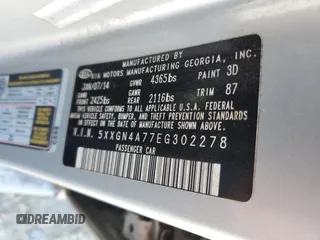 MANUFACTURED BY
KIA MOTORS MANUFACTURING GEORGIA, INC.
JAN/07/14 GVWR 4365lbs PAINT 3D
GAWR GAWR
FRONT 2425lbs REAR 2116lbs TRIM 87
THIS VEHICLE CONFORMS TO ALL APPLICABLE U.S.A. FEDERAL MOTOR
VEHICLE SAFETY, BUMPER, AND THEFT PREVENTION STANDARDS
IN EFFECT ON THE DATE OF MANUFACTURE SHOWN ABOVE.
V.I.N. 5XXGN4A77EG302278
PASSENGER CAR
DREAMBID